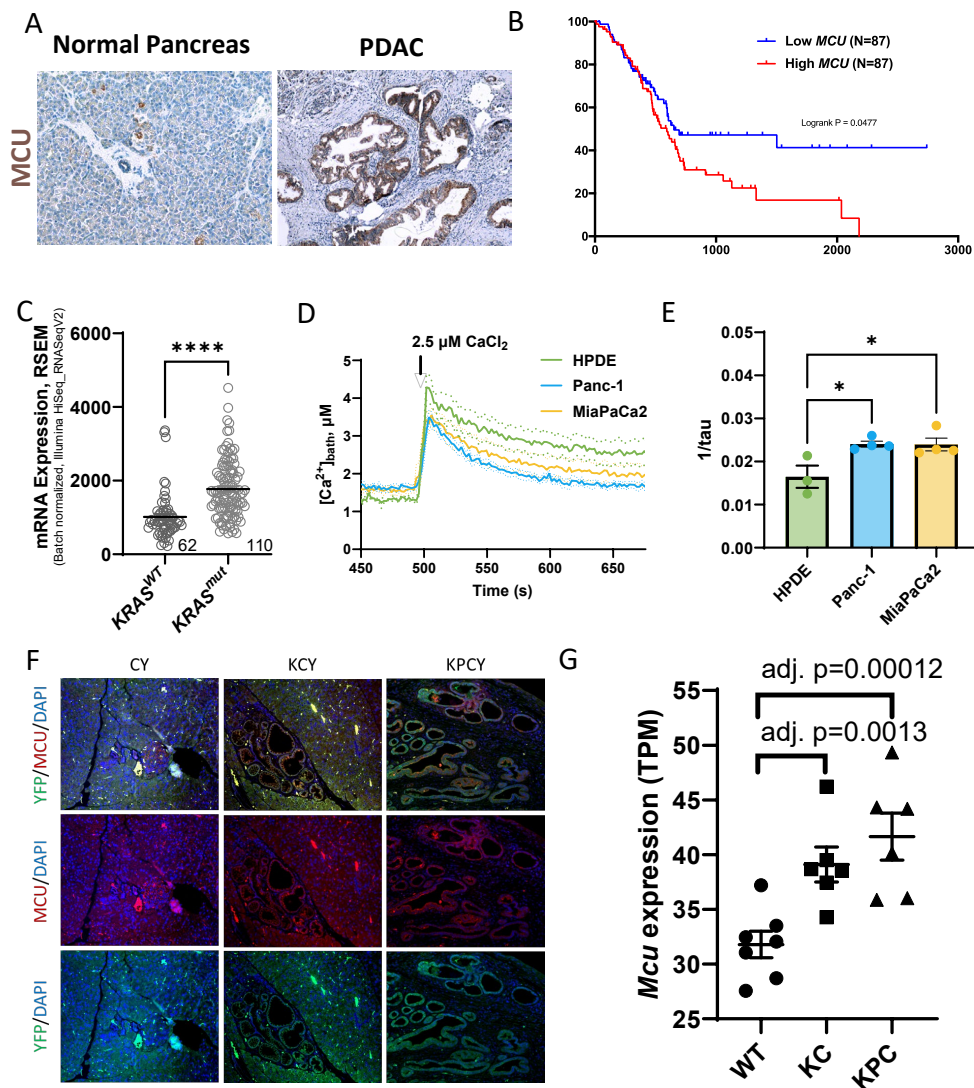 A
Normal Pancreas
PDAC
MCU
B
100
80
60
40
20
0
0
1000
2000
3000
Low MCU (N=87)
High MCU (N=87)
Logrank P = 0.0477
C
mRNA Expression, RSEM
(Batch normalized, Illumina HiSeq_RNASeqV2)
6000
4000
2000
0
****
62
110
KRASWT
KRASmut
D
2.5 µM CaCl2
HPDE
Panc-1
MiaPaCa2
[Ca2+]bath, µM
5
4
3
2
1
0
450
500
550
600
650
Time (s)
E
1/tau
0.05
0.04
0.03
0.02
0.01
0.00
*
*
HPDE
Panc-1
MiaPaCa2
F
CY
KCY
KPCY
YFP/MCU/DAPI
MCU/DAPI
YFP/DAPI
G
adj. p=0.00012
adj. p=0.0013
Mcu expression (TPM)
55
50
45
40
35
30
25
WT
KC
KPC